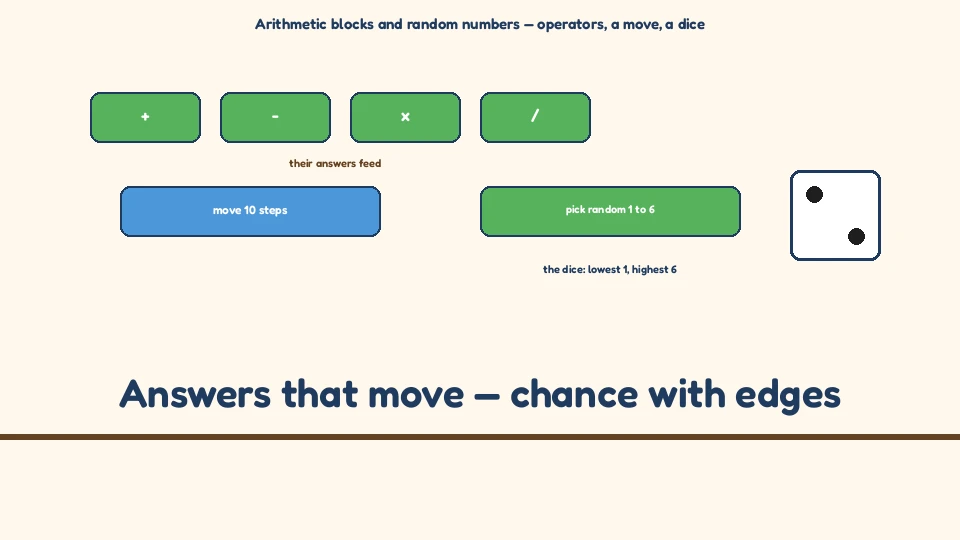 Arithmetic blocks and random numbers — operators, a move, a dice
+ - x /
their answers feed
move 10 steps
pick random 1 to 6
the dice: lowest 1, highest 6
Answers that move — chance with edges